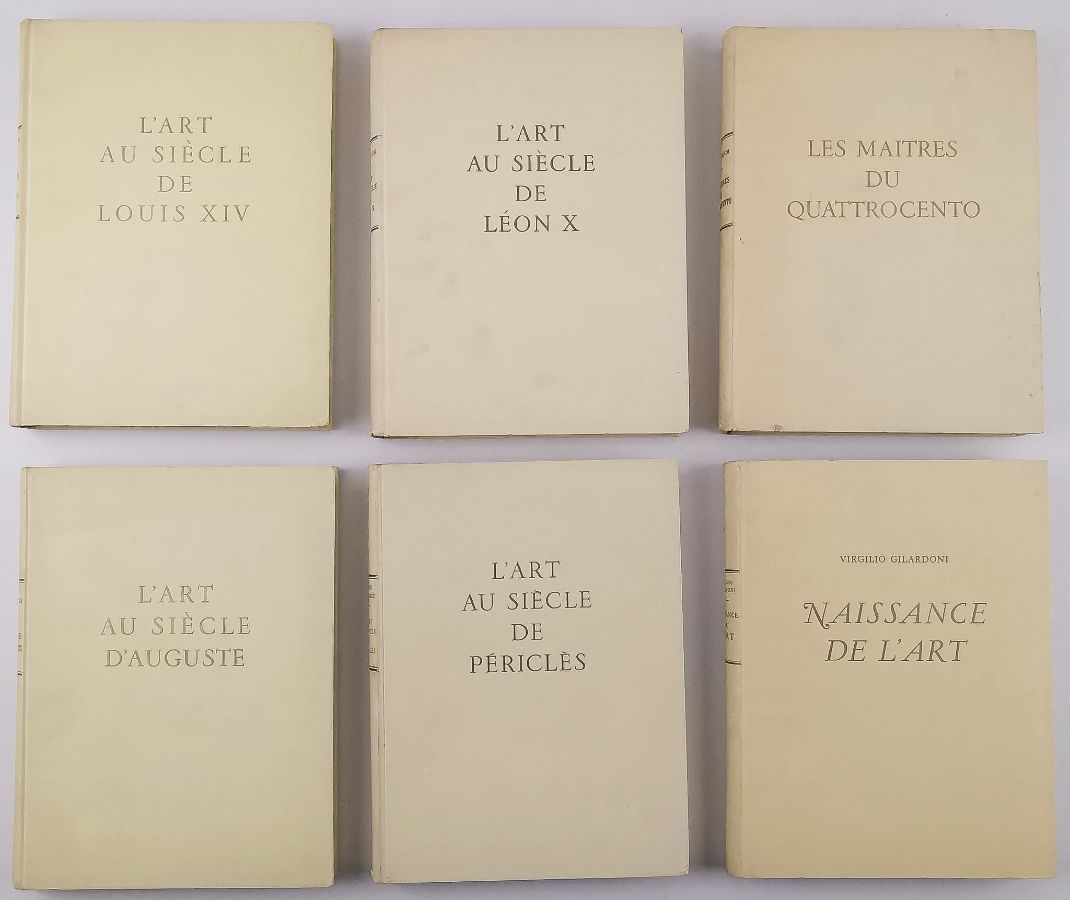 L'ART
AU SIÈCLE
DE
LOUIS XIV
L'ART
AU SIÈCLE
DE
LÉON X
LES MAITRES
DU
QUATTROCENTO
L'ART
AU SIÈCLE
D'AUGUSTE
L'ART
AU SIÈCLE
DE
PÉRICLÈS
VIRGILIO GILARDONI
NAISSANCE
DE L'ART